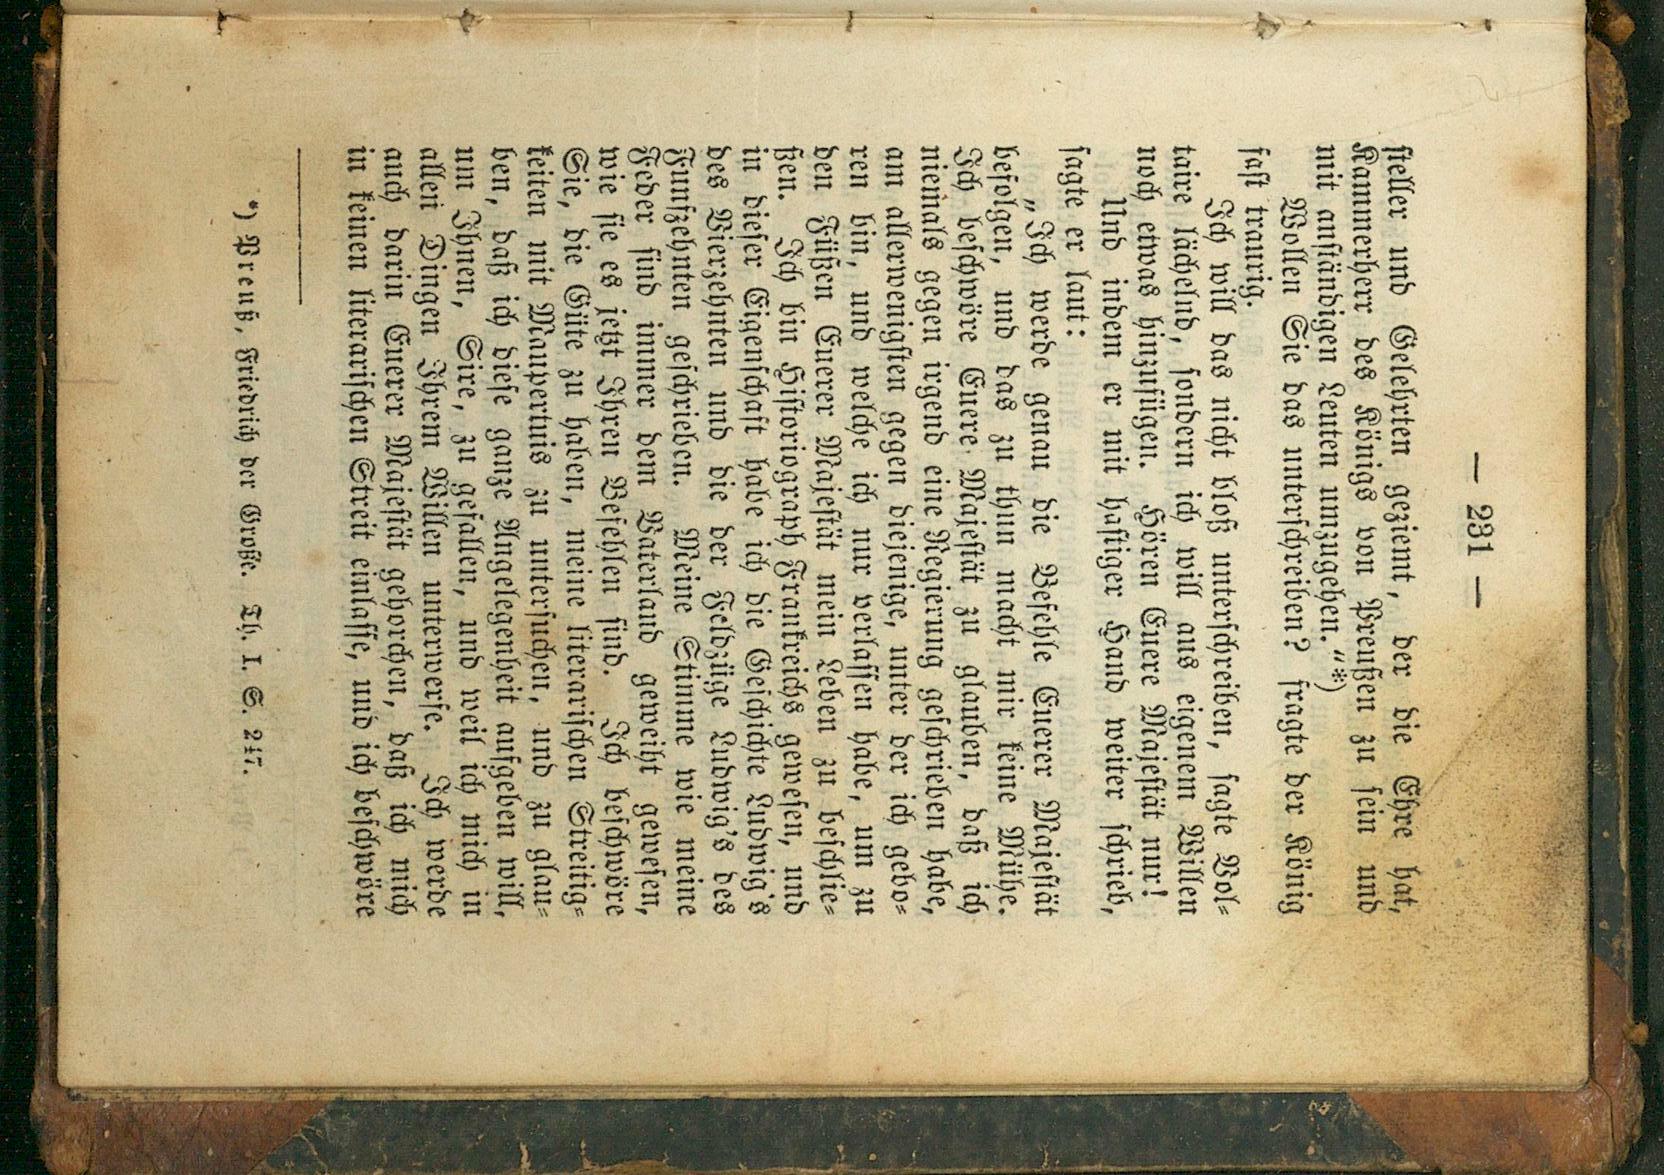 — 231 —
ſteller und Gelehrten geziemt, der die Ehre hat,
Kammerherr des Königs von Preußen zu ſein und
mit anſtändigen Leuten umzugehen.“*)
Wollen Sie das unterſchreiben? fragte der König
faſt traurig.
Ich will das nicht bloß unterſchreiben, ſagte Vol-
taire lächelnd, ſondern ich will aus eigenem Willen
noch etwas hinzufügen. Hören Euere Majeſtät nur!
Und indem er mit haſtiger Hand weiter ſchrieb,
ſagte er laut:
„Ich werde genau die Befehle Euerer Majeſtät
befolgen, und das zu thun macht mir keine Mühe.
Ich beſchwöre Euere Majeſtät zu glauben, daß ich
niemals gegen irgend eine Regierung geſchrieben habe,
am allerwenigſten gegen diejenige, unter der ich gebo-
ren bin, und welche ich nur verlaſſen habe, um zu
den Füßen Euerer Majeſtät mein Leben zu beſchlie-
ßen. Ich bin Hiſtoriograph Frankreichs geweſen, und
in dieſer Eigenſchaft habe ich die Geſchichte Ludwig's
des Vierzehnten und die der Feldzüge Ludwig's des
Funfzehnten geſchrieben. Meine Stimme wie meine
Feder ſind immer dem Vaterland geweiht geweſen,
wie ſie es jetzt Ihren Befehlen ſind. Ich beſchwöre
Sie, die Güte zu haben, meine literariſchen Streitig-
keiten mit Maupertuis zu unterſuchen, und zu glau-
ben, daß ich dieſe ganze Angelegenheit aufgeben will,
um Ihnen, Sire, zu gefallen, und weil ich mich in
allen Dingen Ihrem Willen unterwerfe. Ich werde
auch darin Euerer Majeſtät gehorchen, daß ich mich
in keinen literariſchen Streit einlaſſe, und ich beſchwöre
*) Preuß, Friedrich der Große. Th. I. S. 247.